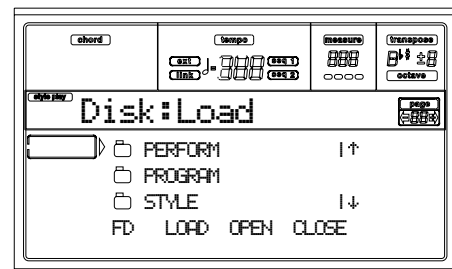 chord tempo measure transpose
ext seq 1
link seq 2
octave
style play Disk:Load page
PERFORM
PROGRAM
STYLE
FD LOAD OPEN CLOSE